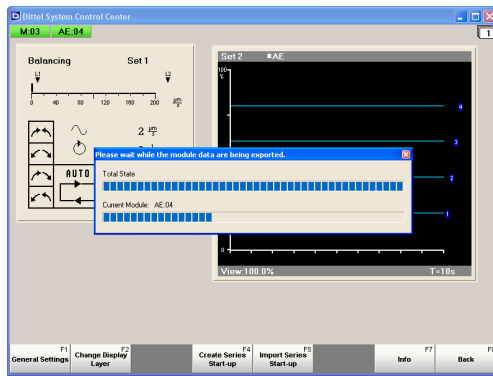 Dittel System Control Center
M:03 AE:04
1
Balancing Set 1
L1 L2
0 40 80 120 160 200 µm/s
2 µm/s
AUTO
Set 2 ■AE
100
%
4
3
2
1
0
View:100.0% T=10s
Please wait while the module data are being exported.
Total State
Current Module: AE:04
F1 General Settings
F2 Change Display Layer
F4 Create Series Start-up
F5 Import Series Start-up
F7 Info
Back